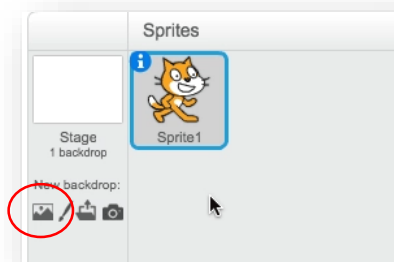 Sprites
Stage
1 backdrop
Sprite1
New backdrop: